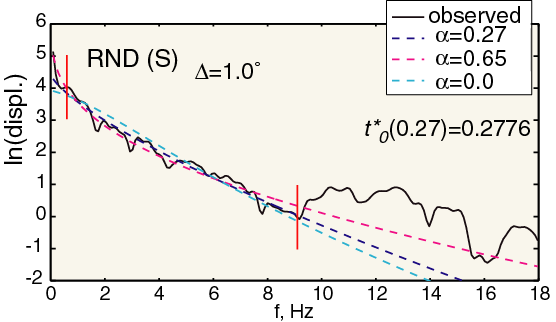 observed
α=0.27
α=0.65
α=0.0
RND (S)
Δ=1.0°
t*0(0.27)=0.2776
ln(displ.)
6
5
4
3
2
1
0
-1
-2
0 2 4 6 8 10 12 14 16 18
f, Hz